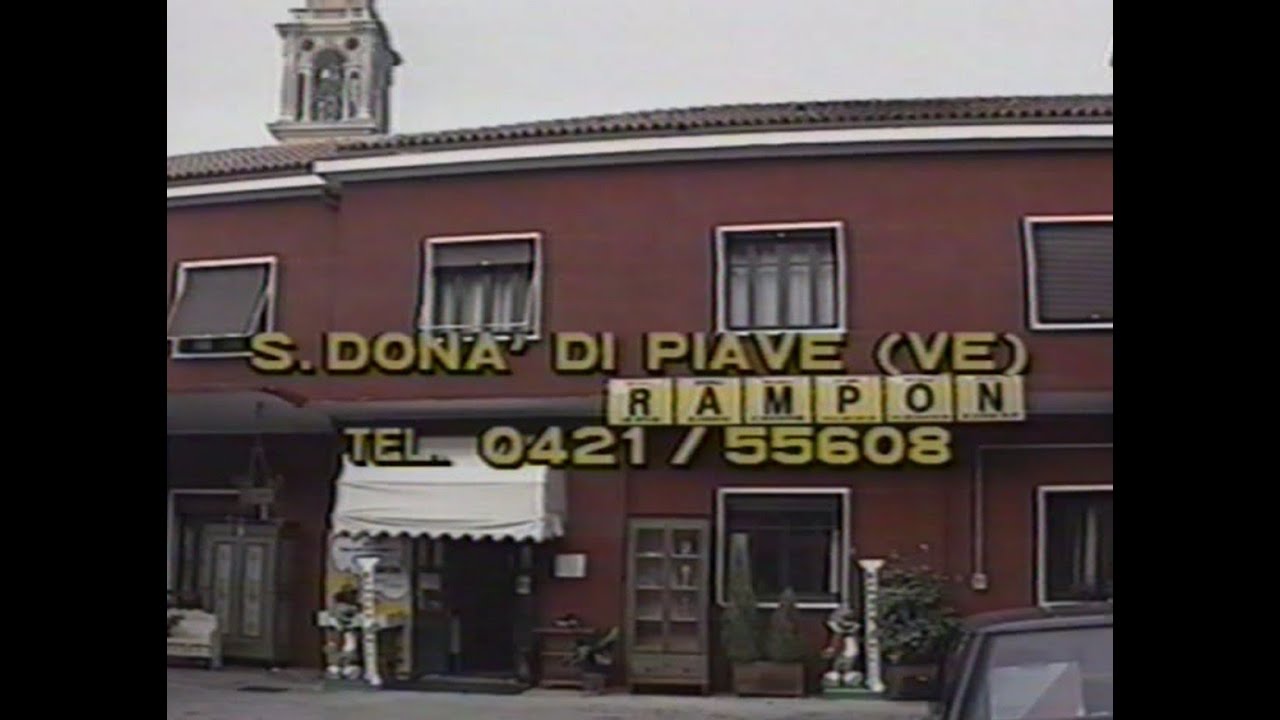 S. DONA' DI PIAVE (VE)
RAMPON
TEL. 0421 / 55608